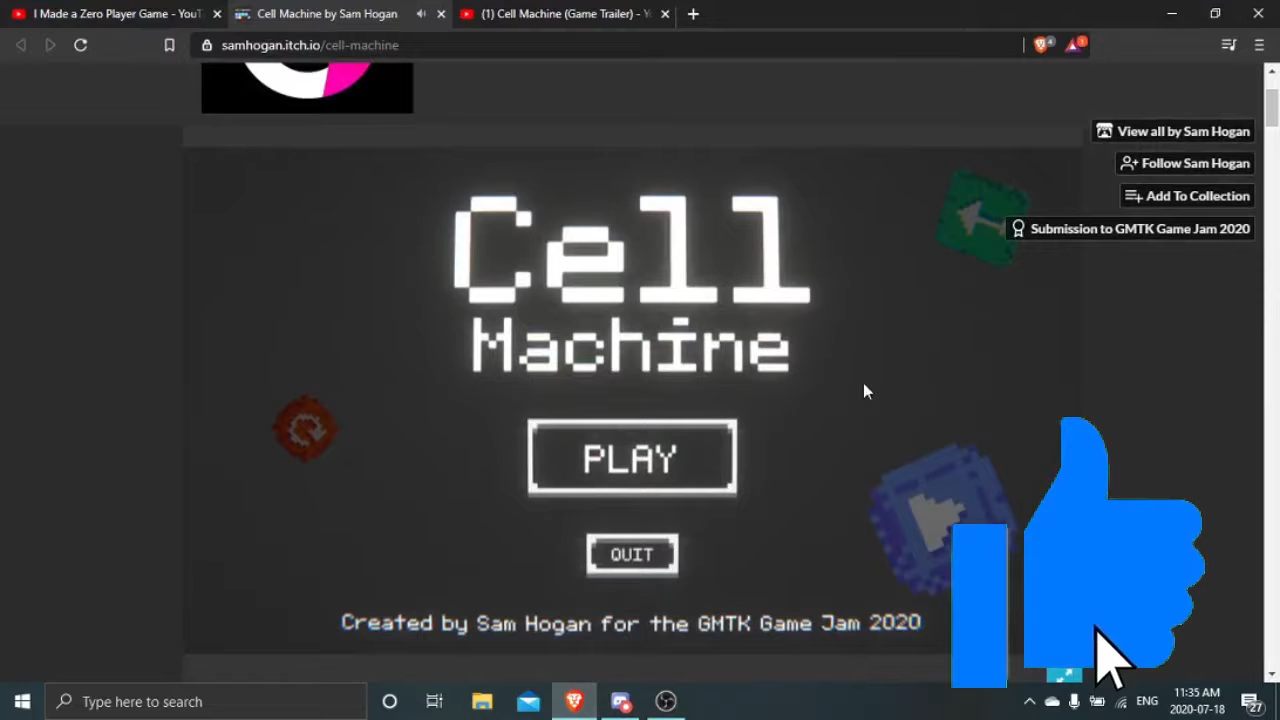 I Made a Zero Player Game - YouT
Cell Machine by Sam Hogan
(1) Cell Machine (Game Trailer) - Yo
samhogan.itch.io/cell-machine
View all by Sam Hogan
Follow Sam Hogan
Add To Collection
Submission to GMTK Game Jam 2020
Cell
Machine
PLAY
QUIT
Created by Sam Hogan for the GMTK Game Jam 2020
Type here to search
ENG
11:35 AM
2020-07-18
27